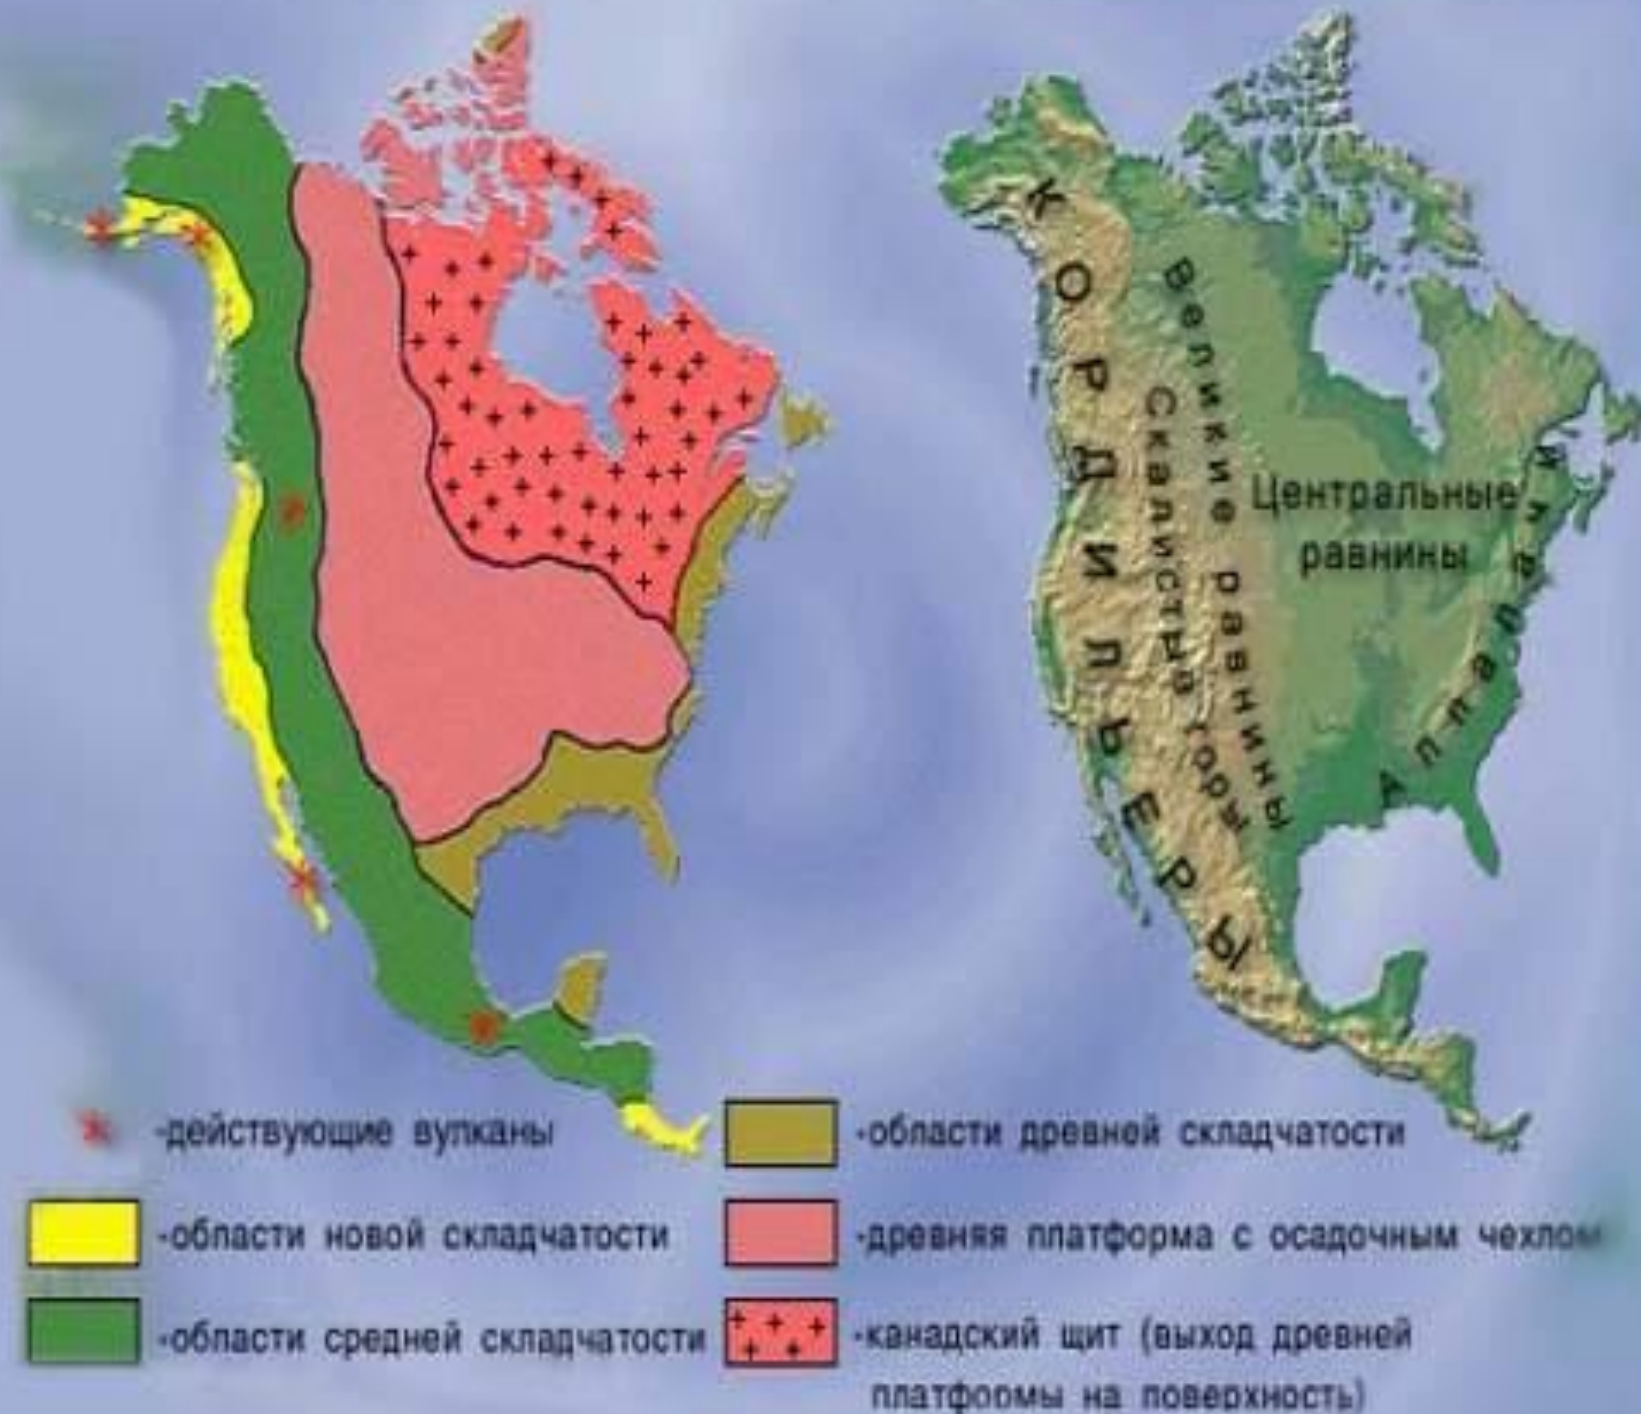 КОРДИЛЬЕРЫ
Скалистые горы
Великие равнины
Центральные
равнины
Аппалачи
-действующие вулканы
-области новой складчатости
-области средней складчатости
-области древней складчатости
-древняя платформа с осадочным чехлом
-канадский щит (выход древней
платформы на поверхность)